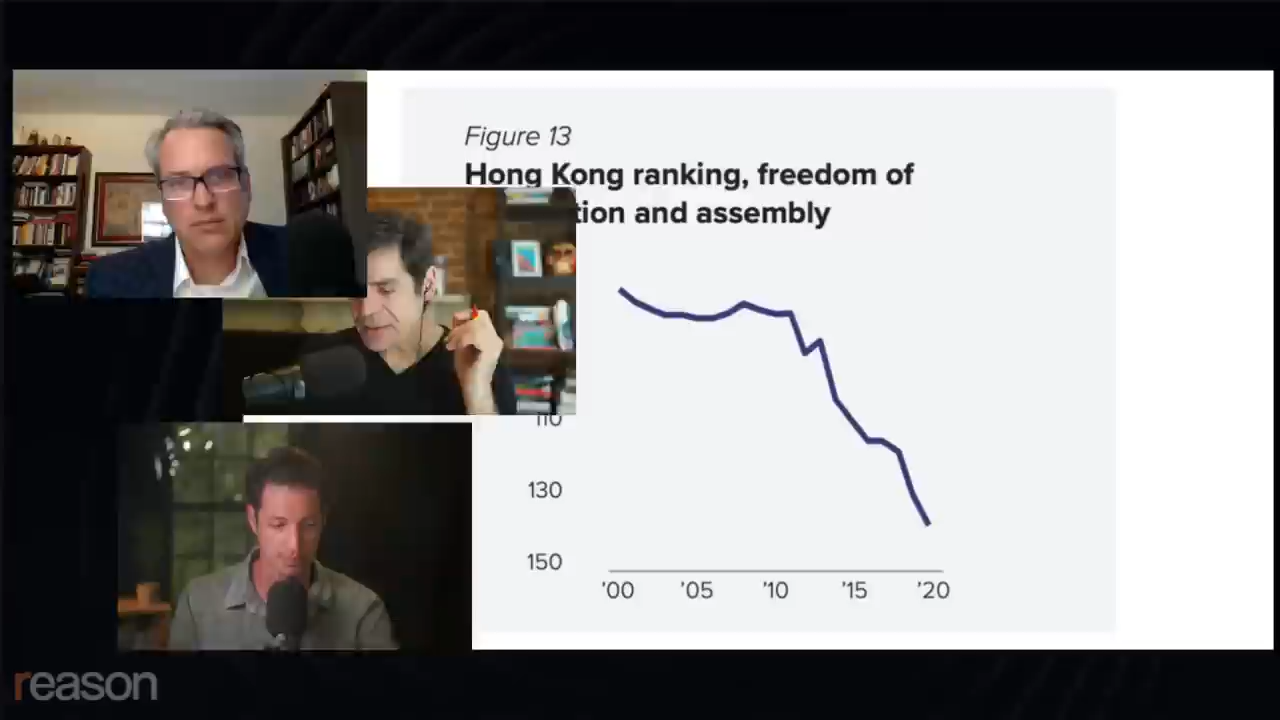 Figure 13
Hong Kong ranking, freedom of
tion and assembly
110
130
150
'00 '05 '10 '15 '20
reason